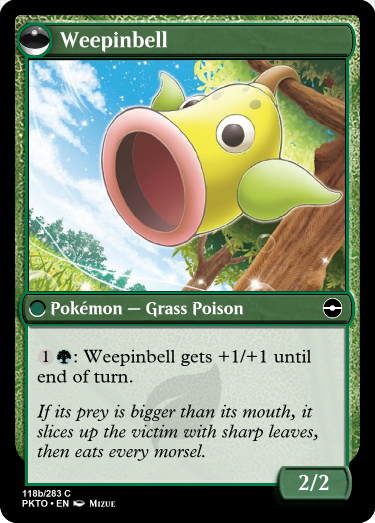 Weepinbell
Pokémon — Grass Poison
1 : Weepinbell gets +1/+1 until
end of turn.
If its prey is bigger than its mouth, it
slices up the victim with sharp leaves,
then eats every morsel.
2/2
118b/283 C
PKTO • EN Mizue